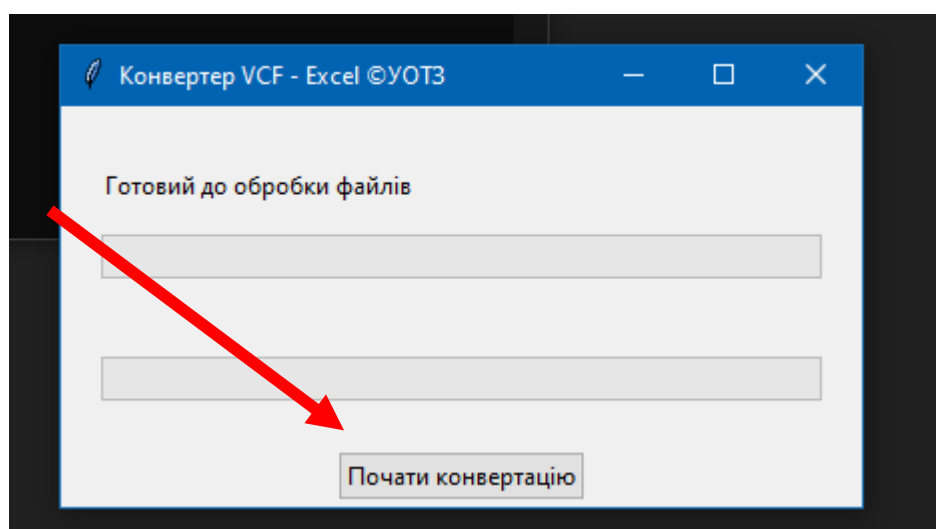 Конвертер VCF - Excel ©УОТЗ
Готовий до обробки файлів
Почати конвертацію